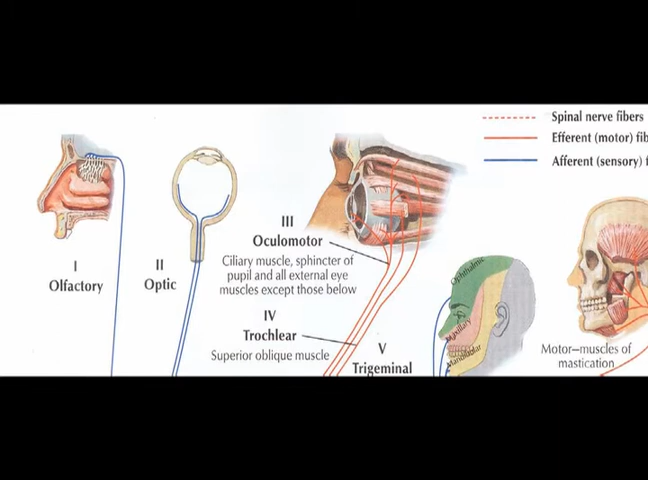 Spinal nerve fibers
Efferent (motor)
Afferent (sensory)
III
Oculomotor
Ciliary muscle, sphincter of
pupil and all external eye
muscles except those below
I
Olfactory
II
Optic
IV
Trochlear
Superior oblique muscle
V
Trigeminal
Ophthalmic
Maxillary
Mandibular
Motor—muscles of
mastication